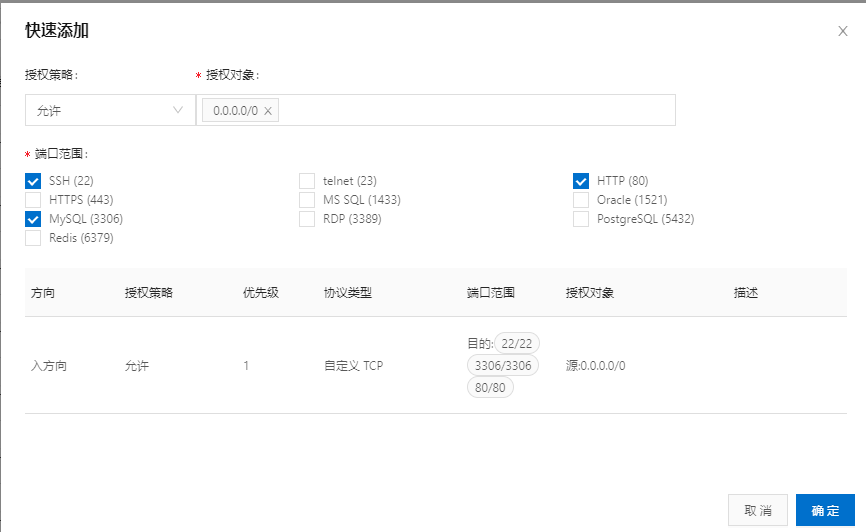 快速添加
授权策略: * 授权对象:
允许 0.0.0.0/0
* 端口范围:
SSH (22) telnet (23) HTTP (80)
HTTPS (443) MS SQL (1433) Oracle (1521)
MySQL (3306) RDP (3389) PostgreSQL (5432)
Redis (6379)
方向 授权策略 优先级 协议类型 端口范围 授权对象 描述
入方向 允许 1 自定义 TCP 目的: 22/22 源:0.0.0.0/0
3306/3306
80/80
取消 确定